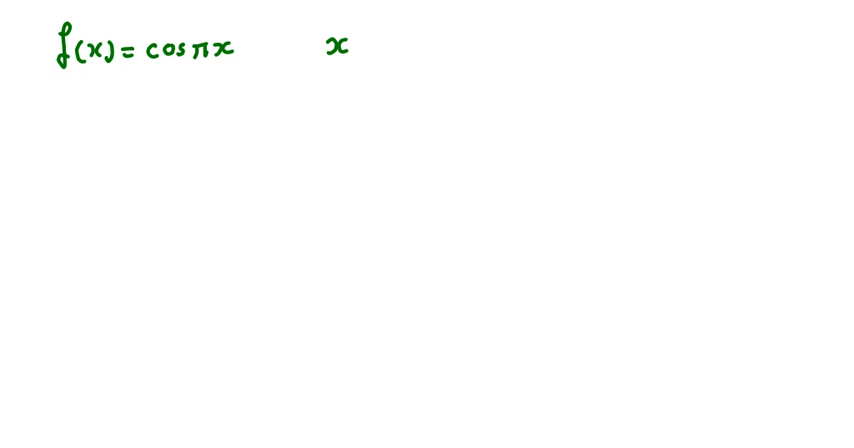 f(x) = cos πx x